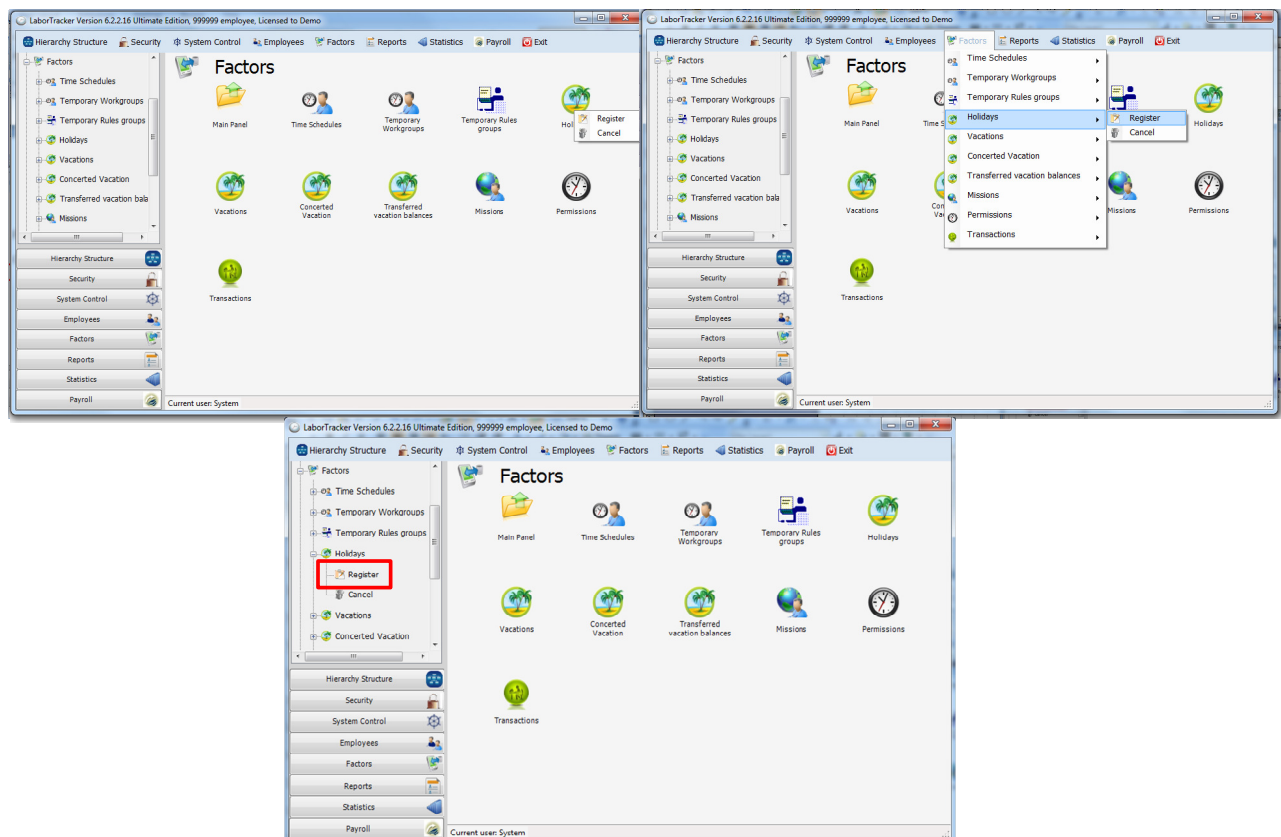 LaborTracker Version 6.2.2.16 Ultimate Edition, 999999 employee, Licensed to Demo
Hierarchy Structure Security System Control Employees Factors Reports Statistics Payroll Exit
Factors
Time Schedules
Temporary Workgroups
Temporary Rules groups
Holidays
Vacations
Concerted Vacation
Transferred vacation bala
Missions
Hierarchy Structure
Security
System Control
Employees
Factors
Reports
Statistics
Payroll
Factors
Main Panel
Time Schedules
Temporary
Workgroups
Temporary Rules
groups
Hol
Register
Cancel
Vacations
Concerted
Vacation
Transferred
vacation balances
Missions
Permissions
Transactions
Current user: System
LaborTracker Version 6.2.2.16 Ultimate Edition, 999999 employee, Licensed to Demo
Hierarchy Structure Security System Control Employees Factors Reports Statistics Payroll Exit
Factors
Time Schedules
Temporary Workgroups
Temporary Rules groups
Holidays
Vacations
Concerted Vacation
Transferred vacation bala
Missions
Hierarchy Structure
Security
System Control
Employees
Factors
Reports
Statistics
Payroll
Factors
Main Panel
Time S
Holidays
Vacations
Con
Va
Missions
Permissions
Transactions
Time Schedules
Temporary Workgroups
Temporary Rules groups
Holidays
Vacations
Concerted Vacation
Transferred vacation balances
Missions
Permissions
Transactions
Register
Cancel
Current user: System
LaborTracker Version 6.2.2.16 Ultimate Edition, 999999 employee, Licensed to Demo
Hierarchy Structure Security System Control Employees Factors Reports Statistics Payroll Exit
Factors
Time Schedules
Temporary Workgroups
Temporary Rules groups
Holidays
Register
Cancel
Vacations
Concerted Vacation
Hierarchy Structure
Security
System Control
Employees
Factors
Reports
Statistics
Payroll
Factors
Main Panel
Time Schedules
Temporary
Workgroups
Temporary Rules
groups
Holidays
Vacations
Concerted
Vacation
Transferred
vacation balances
Missions
Permissions
Transactions
Current user: System